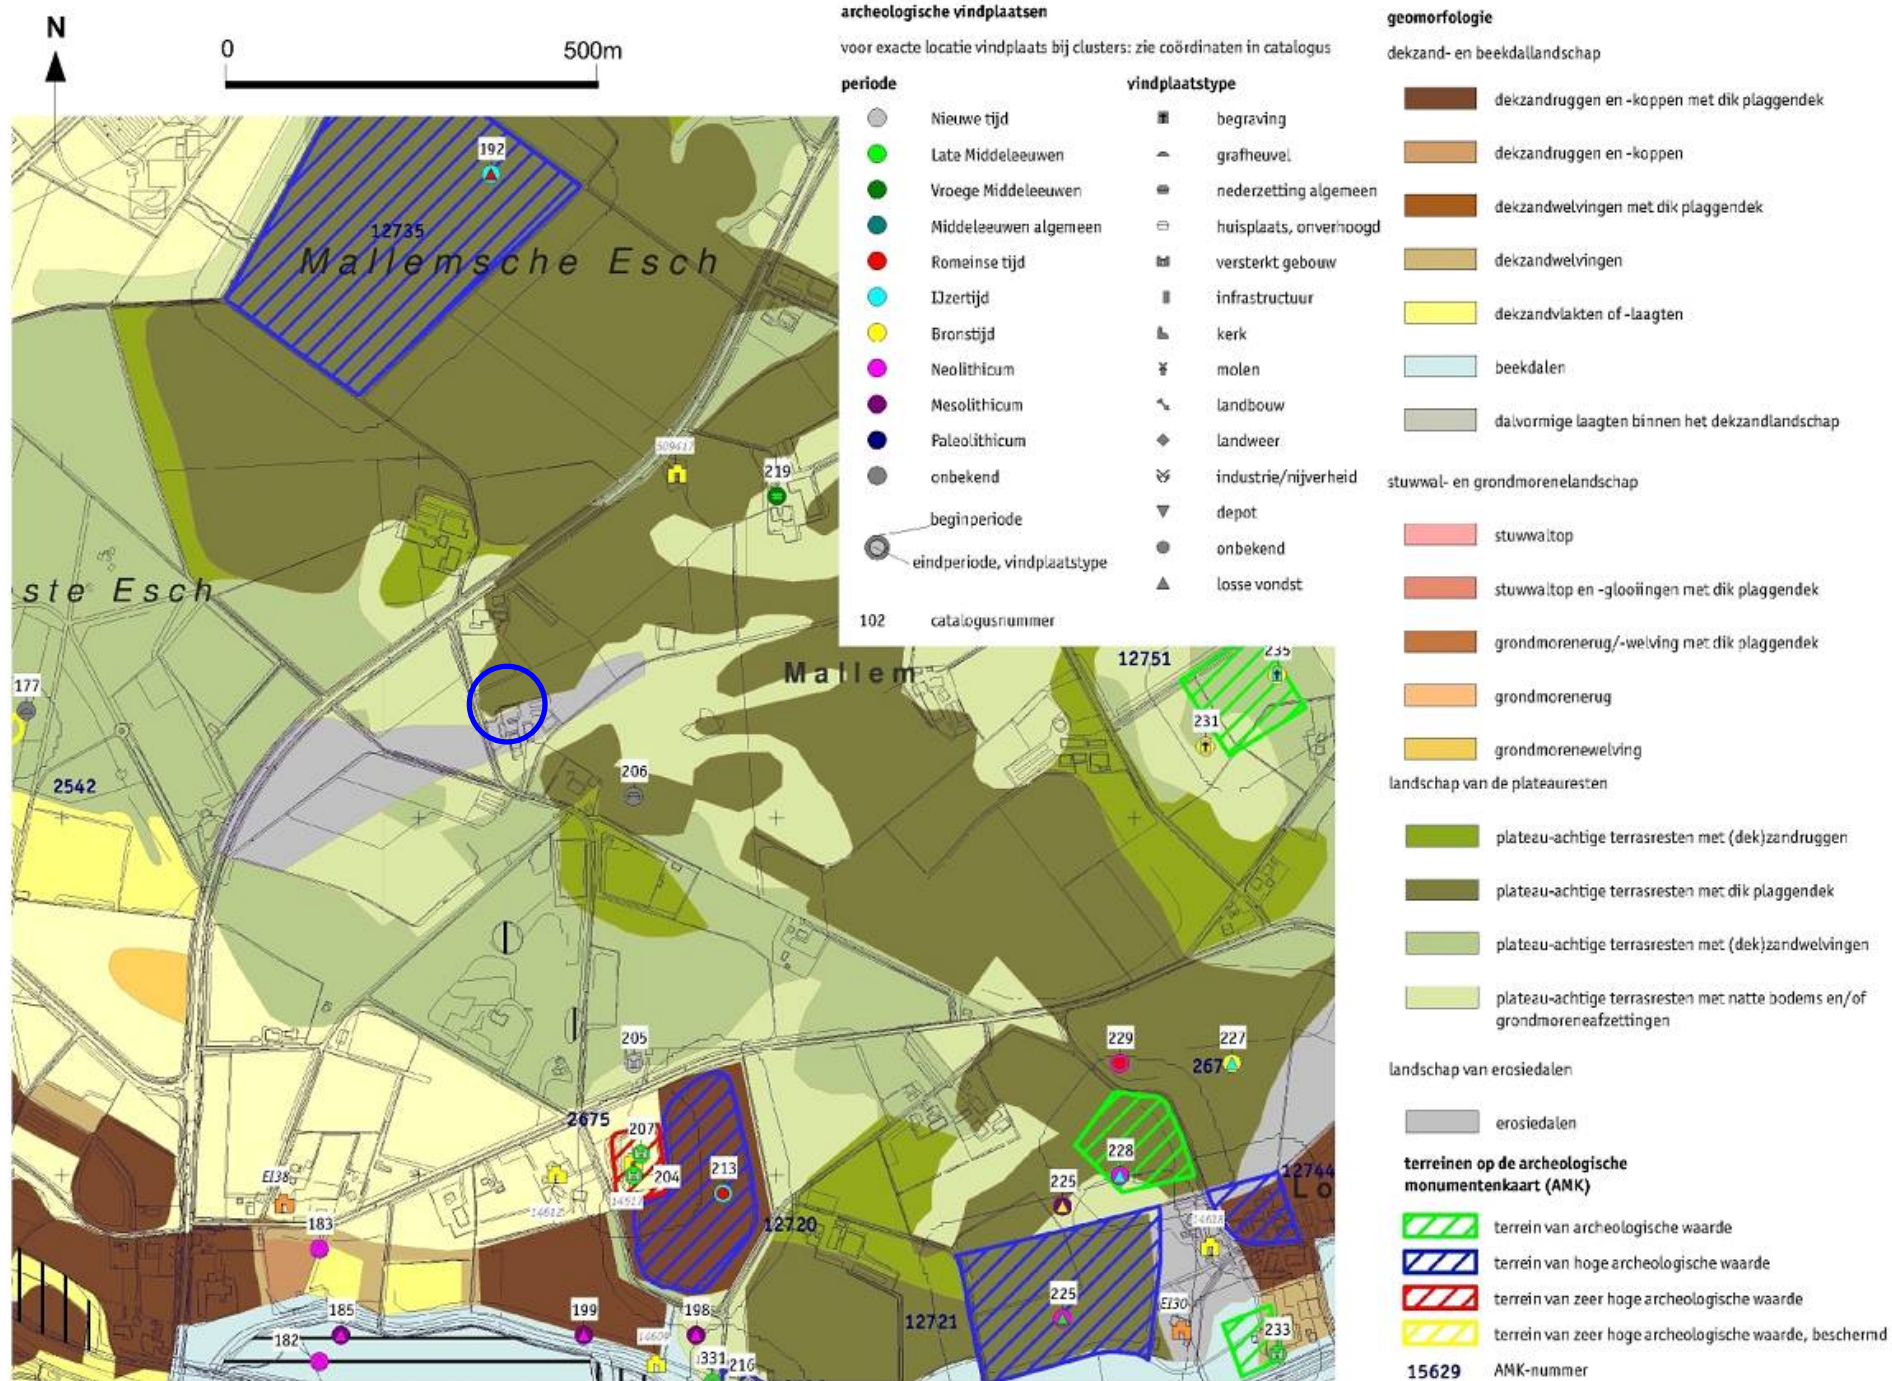 N
0 500m
192
12735
Mallemsche Esch
509417
219
ste Esch
177
2542
206
Mallem
12751
235
231
205
2675
207
204
213
14517
14612
EI38
183
12720
229
227
267
228
225
12744
Lo
14618
225
EI30
12721
233
185
182
199
198
14609
331
216
archeologische vindplaatsen
voor exacte locatie vindplaats bij clusters: zie coördinaten in catalogus
periode
Nieuwe tijd
Late Middeleeuwen
Vroege Middeleeuwen
Middeleeuwen algemeen
Romeinse tijd
IJzertijd
Bronstijd
Neolithicum
Mesolithicum
Paleolithicum
onbekend
beginperiode
eindperiode, vindplaatstype
102 catalogusnummer
vindplaatstype
begraving
grafheuvel
nederzetting algemeen
huisplaats, onverhoogd
versterkt gebouw
infrastructuur
kerk
molen
landbouw
landweer
industrie/nijverheid
depot
onbekend
losse vondst
geomorfologie
dekzand- en beekdallandschap
dekzandruggen en -koppen met dik plaggendek
dekzandruggen en -koppen
dekzandwelvingen met dik plaggendek
dekzandwelvingen
dekzandvlakten of -laagten
beekdalen
dalvormige laagten binnen het dekzandlandschap
stuwwal- en grondmorenelandschap
stuwwaltop
stuwwaltop en -glooiingen met dik plaggendek
grondmorenerug/-welving met dik plaggendek
grondmorenerug
grondmorenewelving
landschap van de plateauresten
plateau-achtige terrasresten met (dek)zandruggen
plateau-achtige terrasresten met dik plaggendek
plateau-achtige terrasresten met (dek)zandwelvingen
plateau-achtige terrasresten met natte bodems en/of
grondmoreneafzettingen
landschap van erosiedalen
erosiedalen
terreinen op de archeologische
monumentenkaart (AMK)
terrein van archeologische waarde
terrein van hoge archeologische waarde
terrein van zeer hoge archeologische waarde
terrein van zeer hoge archeologische waarde, beschermd
15629 AMK-nummer